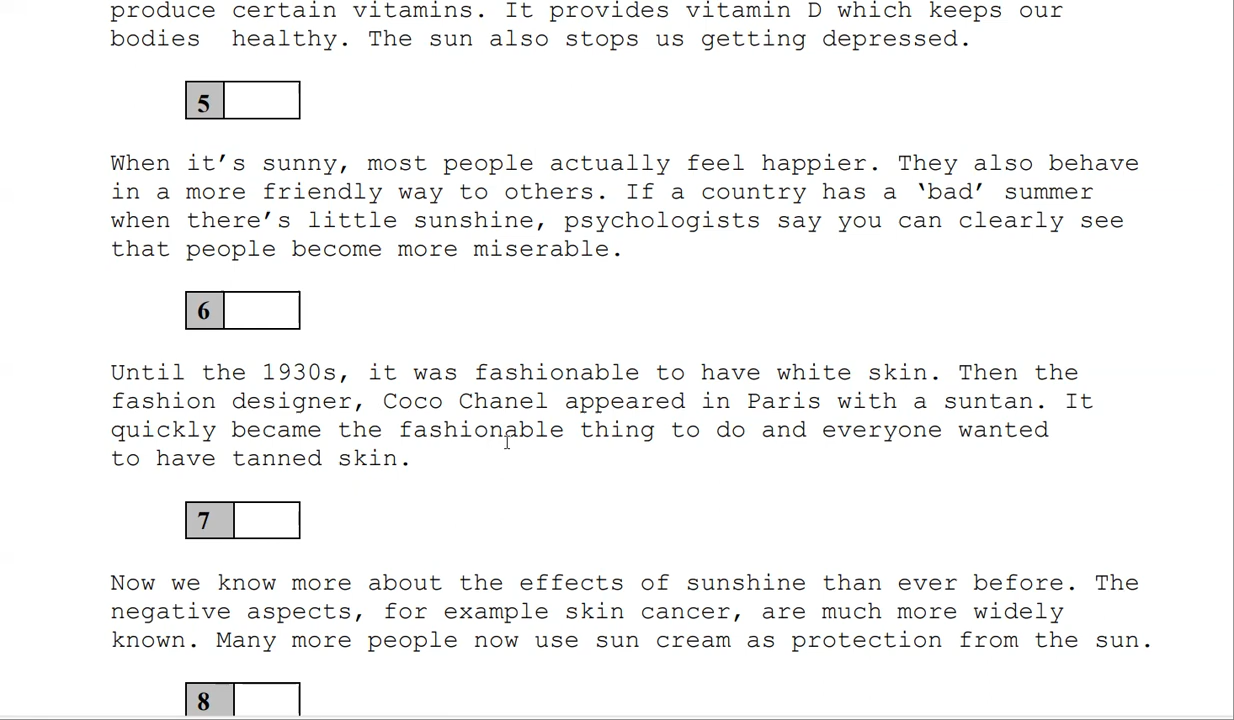 produce certain vitamins. It provides vitamin D which keeps our
bodies healthy. The sun also stops us getting depressed.
5
When it's sunny, most people actually feel happier. They also behave
in a more friendly way to others. If a country has a ‘bad’ summer
when there's little sunshine, psychologists say you can clearly see
that people become more miserable.
6
Until the 1930s, it was fashionable to have white skin. Then the
fashion designer, Coco Chanel appeared in Paris with a suntan. It
quickly became the fashionable thing to do and everyone wanted
to have tanned skin.
7
Now we know more about the effects of sunshine than ever before. The
negative aspects, for example skin cancer, are much more widely
known. Many more people now use sun cream as protection from the sun.
8